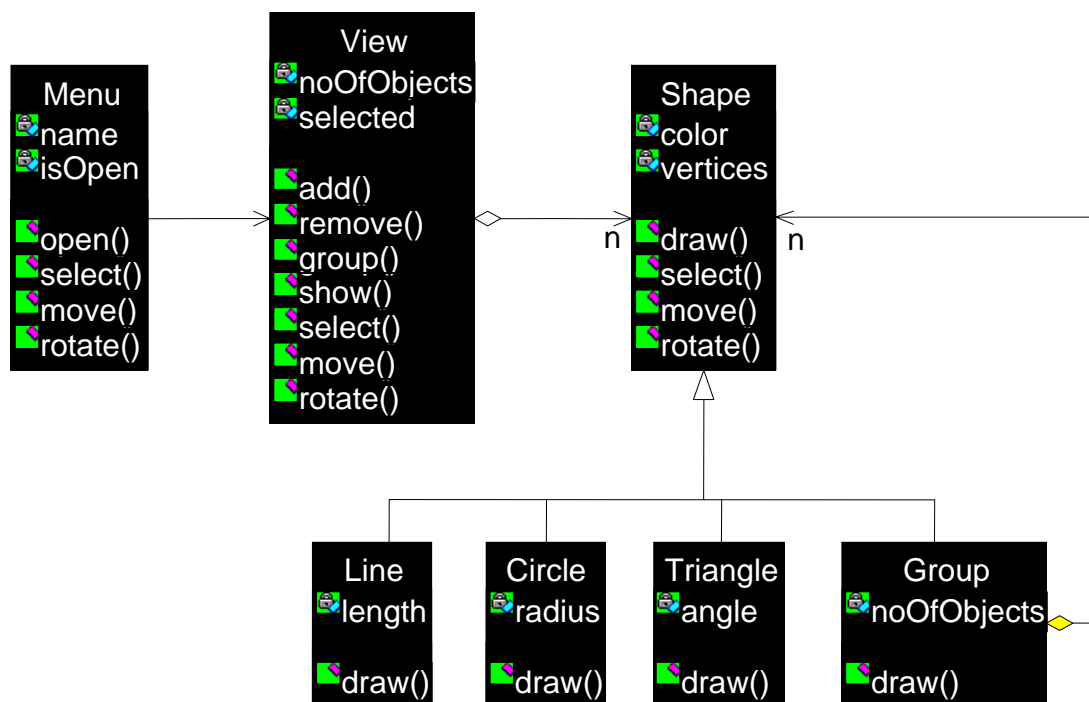 Menu
name
isOpen
open()
select()
move()
rotate()
View
noOfObjects
selected
add()
remove()
group()
show()
select()
move()
rotate()
n
Shape
color
vertices
draw()
select()
move()
rotate()
n
Line
length
draw()
Circle
radius
draw()
Triangle
angle
draw()
Group
noOfObjects
draw()